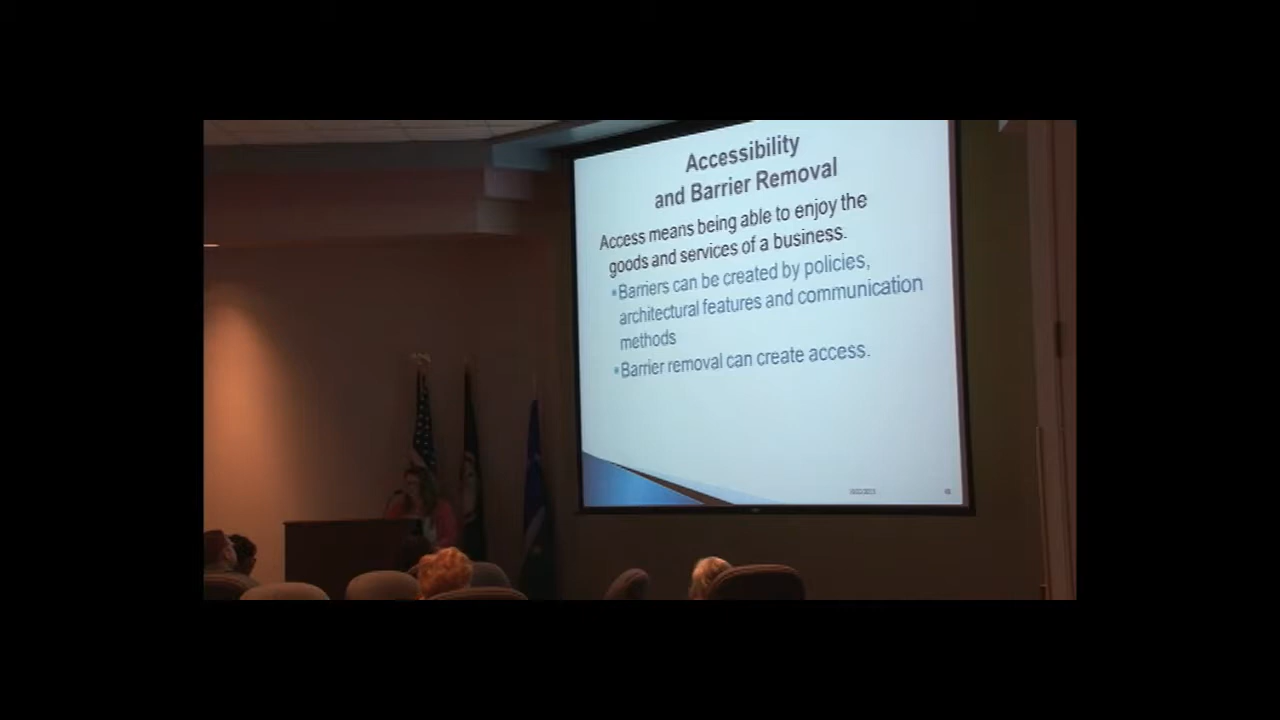 Accessibility
and Barrier Removal
Access means being able to enjoy the
goods and services of a business.
•Barriers can be created by policies,
architectural features and communication
methods
•Barrier removal can create access.